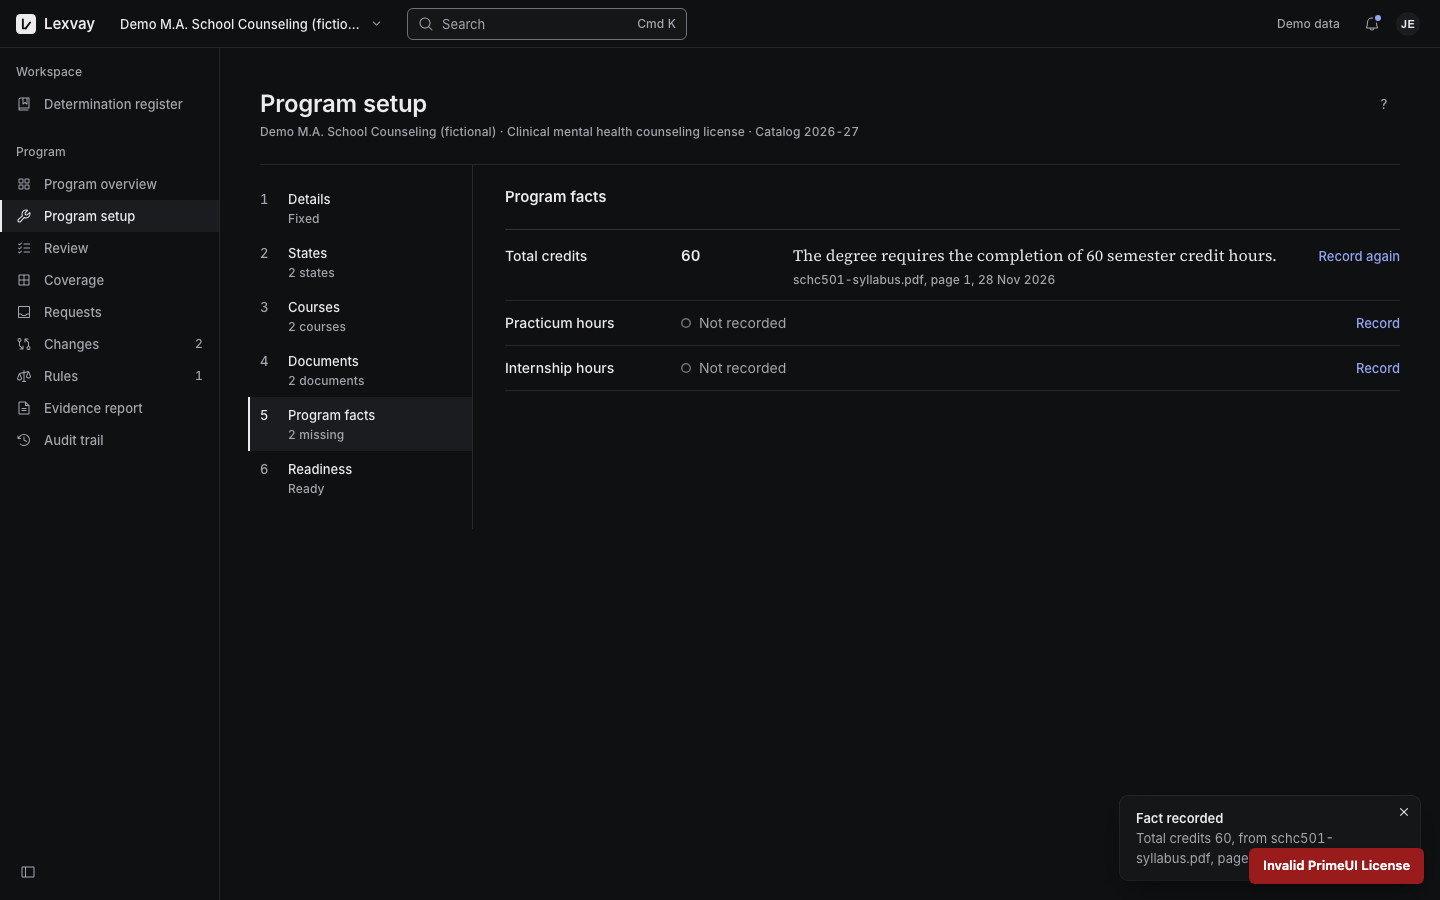 Lexvay
Demo M.A. School Counseling (fictio...
Search
Cmd K
Demo data
JE
Workspace
Determination register
Program
Program overview
Program setup
Review
Coverage
Requests
Changes 2
Rules 1
Evidence report
Audit trail
Program setup
?
Demo M.A. School Counseling (fictional) · Clinical mental health counseling license · Catalog 2026-27
1 Details
Fixed
2 States
2 states
3 Courses
2 courses
4 Documents
2 documents
5 Program facts
2 missing
6 Readiness
Ready
Program facts
Total credits 60 The degree requires the completion of 60 semester credit hours. Record again
schc501-syllabus.pdf, page 1, 28 Nov 2026
Practicum hours Not recorded Record
Internship hours Not recorded Record
Fact recorded
Total credits 60, from schc501-
syllabus.pdf, page
Invalid PrimeUI License